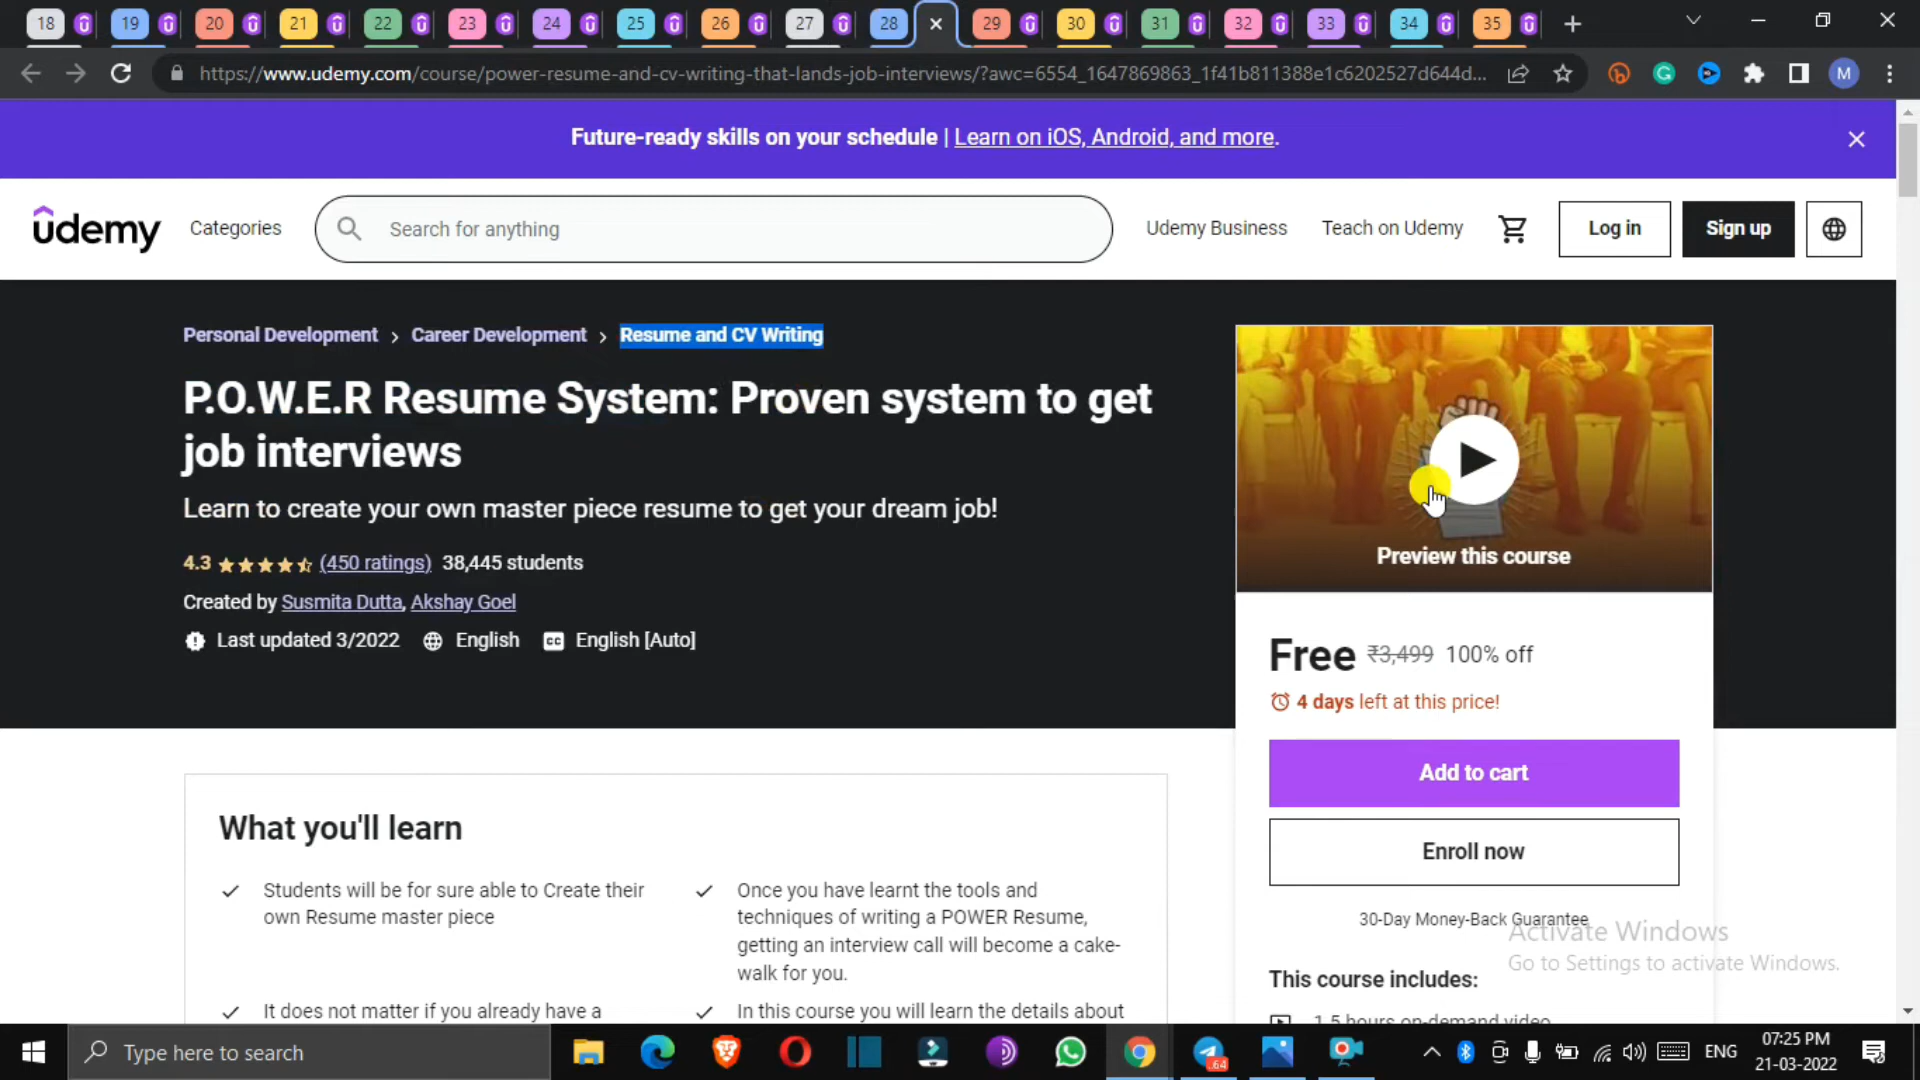 18 19 20 21 22 23 24 25 26 27 28 29 30 31 32 33 34 35
https://www.udemy.com/course/power-resume-and-cv-writing-that-lands-job-interviews/?awc=6554_1647869863_1f41b811388e1c6202527d644d...
M
Future-ready skills on your schedule | Learn on iOS, Android, and more.
udemy
Categories
Search for anything
Udemy Business
Teach on Udemy
Log in
Sign up
Personal Development > Career Development > Resume and CV Writing
P.O.W.E.R Resume System: Proven system to get
job interviews
Learn to create your own master piece resume to get your dream job!
4.3 (450 ratings) 38,445 students
Created by Susmita Dutta, Akshay Goel
Last updated 3/2022 English CC English [Auto]
Preview this course
Free ₹3,499 100% off
4 days left at this price!
Add to cart
Enroll now
30-Day Money-Back Guarantee
This course includes:
1.5 hours on-demand video
What you'll learn
Students will be for sure able to Create their
own Resume master piece
Once you have learnt the tools and
techniques of writing a POWER Resume,
getting an interview call will become a cake-
walk for you.
It does not matter if you already have a
In this course you will learn the details about
Activate Windows
Go to Settings to activate Windows.
Type here to search
.64
ENG
07:25 PM
21-03-2022